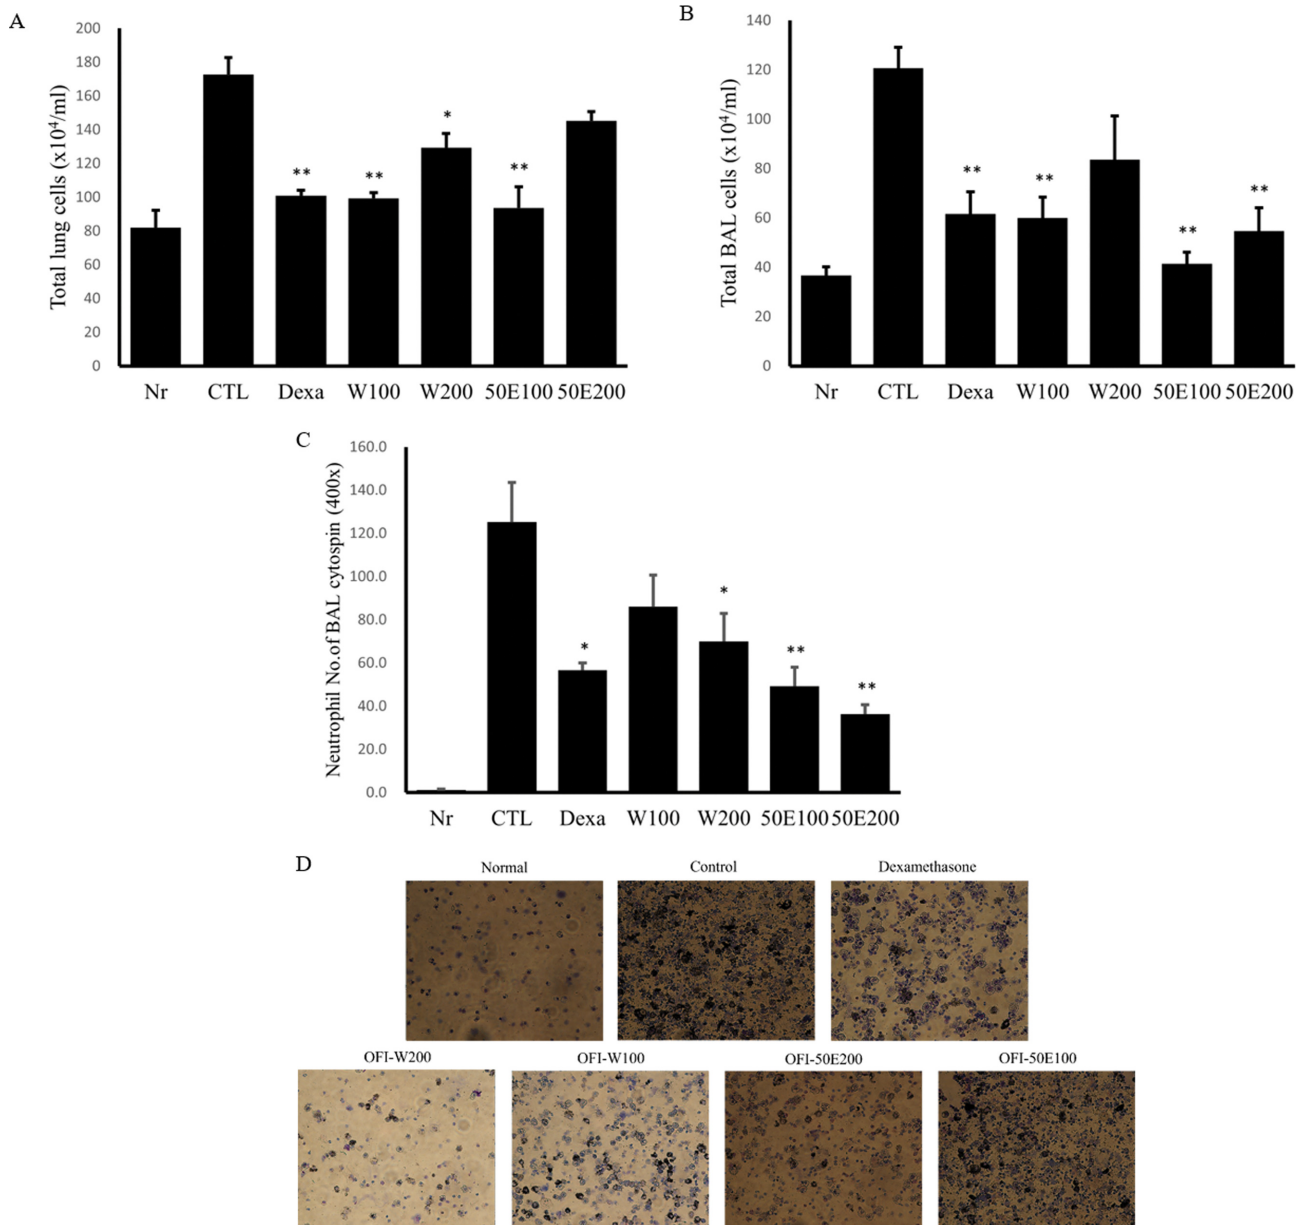 A
Total lung cells (x10⁴/ml)
200
180
160
140
120
100
80
60
40
20
0
* 
** ** **
Nr CTL Dexa W100 W200 50E100 50E200
B
Total BAL cells (x10⁴/ml)
140
120
100
80
60
40
20
0
** ** ** **
Nr CTL Dexa W100 W200 50E100 50E200
C
Neutrophil No.of BAL cytospin (400x)
160.0
140.0
120.0
100.0
80.0
60.0
40.0
20.0
0.0
* * ** **
Nr CTL Dexa W100 W200 50E100 50E200
D
Normal Control Dexamethasone
OFI-W200 OFI-W100 OFI-50E200 OFI-50E100